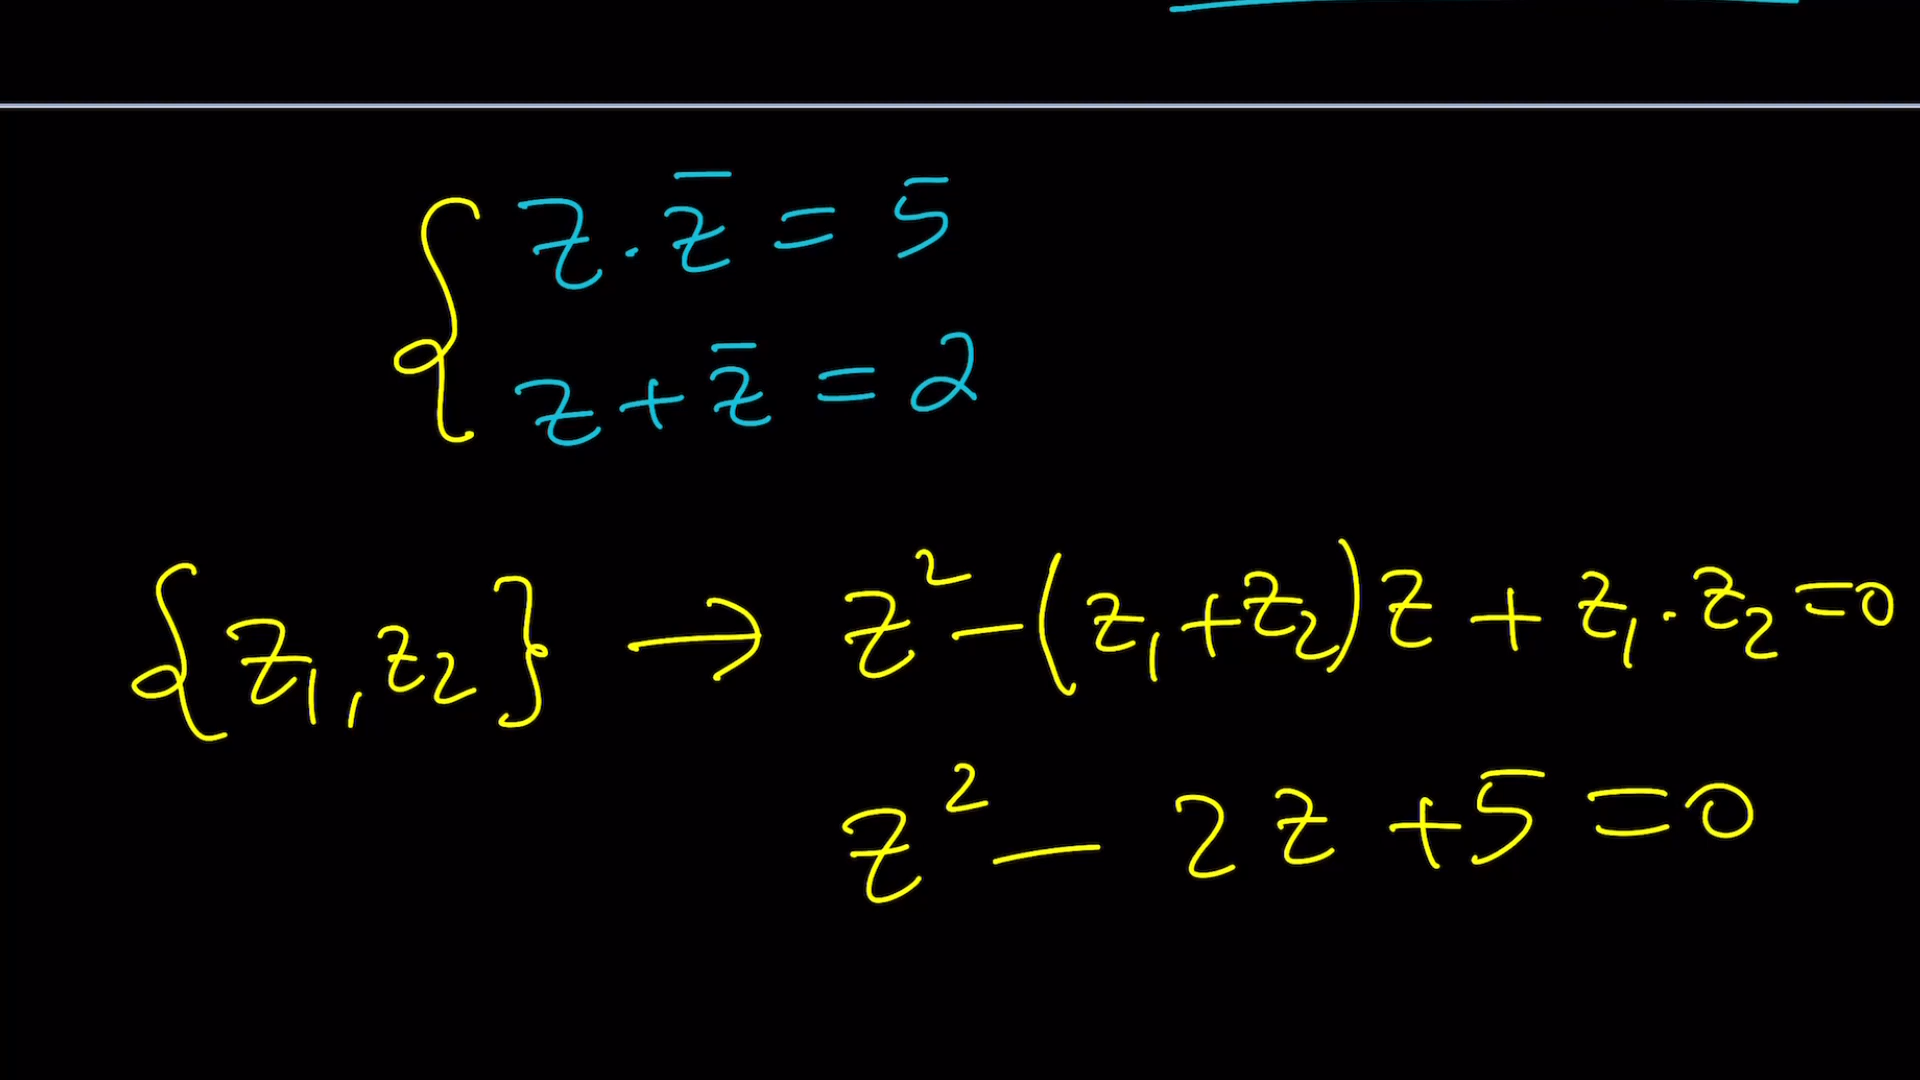 z · z̄ = 5
z + z̄ = 2
{z₁, z₂} → z² − (z₁ + z₂)z + z₁ · z₂ = 0
z² − 2z + 5 = 0